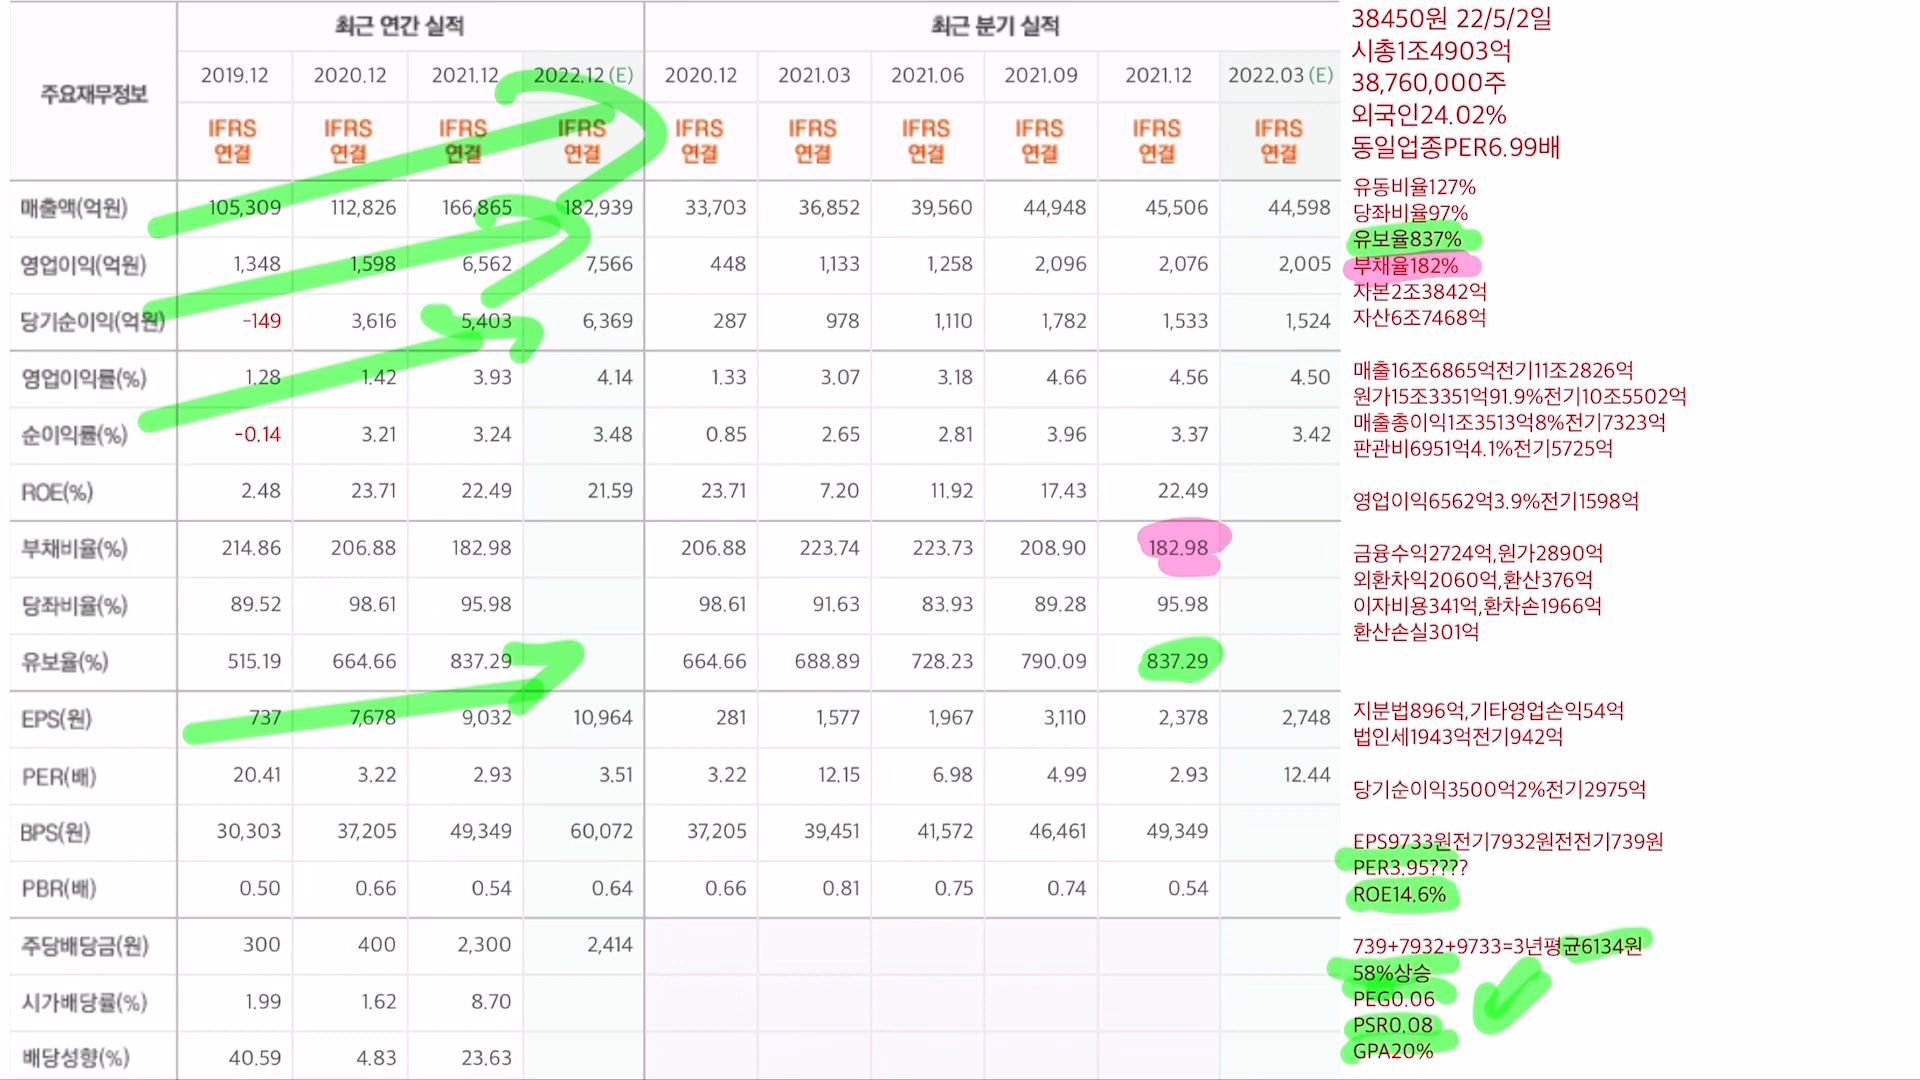 주요재무정보 최근 연간 실적 최근 분기 실적
2019.12 2020.12 2021.12 2022.12 (E) 2020.12 2021.03 2021.06 2021.09 2021.12 2022.03 (E)
IFRS 연결 IFRS 연결 IFRS 연결 IFRS 연결 IFRS 연결 IFRS 연결 IFRS 연결 IFRS 연결 IFRS 연결 IFRS 연결
매출액(억원) 105,309 112,826 166,865 182,939 33,703 36,852 39,560 44,948 45,506 44,598
영업이익(억원) 1,348 1,598 6,562 7,566 448 1,133 1,258 2,096 2,076 2,005
당기순이익(억원) -149 3,616 5,403 6,369 287 978 1,110 1,782 1,533 1,524
영업이익률(%) 1.28 1.42 3.93 4.14 1.33 3.07 3.18 4.66 4.56 4.50
순이익률(%) -0.14 3.21 3.24 3.48 0.85 2.65 2.81 3.96 3.37 3.42
ROE(%) 2.48 23.71 22.49 21.59 23.71 7.20 11.92 17.43 22.49
부채비율(%) 214.86 206.88 182.98 206.88 223.74 223.73 208.90 182.98
당좌비율(%) 89.52 98.61 95.98 98.61 91.63 83.93 89.28 95.98
유보율(%) 515.19 664.66 837.29 664.66 688.89 728.23 790.09 837.29
EPS(원) 737 7,678 9,032 10,964 281 1,577 1,967 3,110 2,378 2,748
PER(배) 20.41 3.22 2.93 3.51 3.22 12.15 6.98 4.99 2.93 12.44
BPS(원) 30,303 37,205 49,349 60,072 37,205 39,451 41,572 46,461 49,349
PBR(배) 0.50 0.66 0.54 0.64 0.66 0.81 0.75 0.74 0.54
주당배당금(원) 300 400 2,300 2,414
시가배당률(%) 1.99 1.62 8.70
배당성향(%) 40.59 4.83 23.63
38450원 22/5/2일
시총1조4903억
38,760,000주
외국인24.02%
동일업종PER6.99배
유동비율127%
당좌비율97%
유보율837%
부채율182%
자본2조3842억
자산6조7468억
매출16조6865억전기11조2826억
원가15조3351억91.9%전기10조5502억
매출총이익1조3513억8%전기7323억
판관비6951억4.1%전기5725억
영업이익6562억3.9%전기1598억
금융수익2724억,원가2890억
외환차익2060억,환산376억
이자비용341억,환차손1966억
환산손실301억
지분법896억,기타영업손익54억
법인세1943억전기942억
당기순이익3500억2%전기2975억
EPS9733원전기7932원전전기739원
PER3.95????
ROE14.6%
739+7932+9733=3년평균6134원
58%상승
PEG0.06
PSR0.08
GPA20%